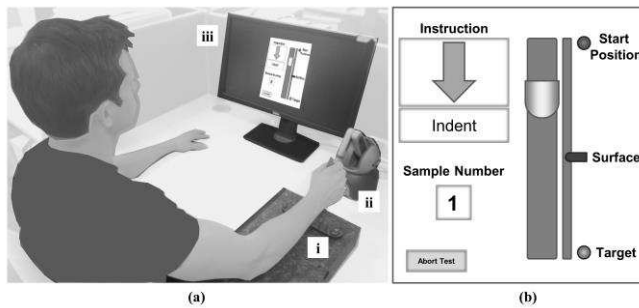 iii
ii
i
(a)
Instruction
Indent
Sample Number
1
Abort Test
Start
Position
Surface
Target
(b)